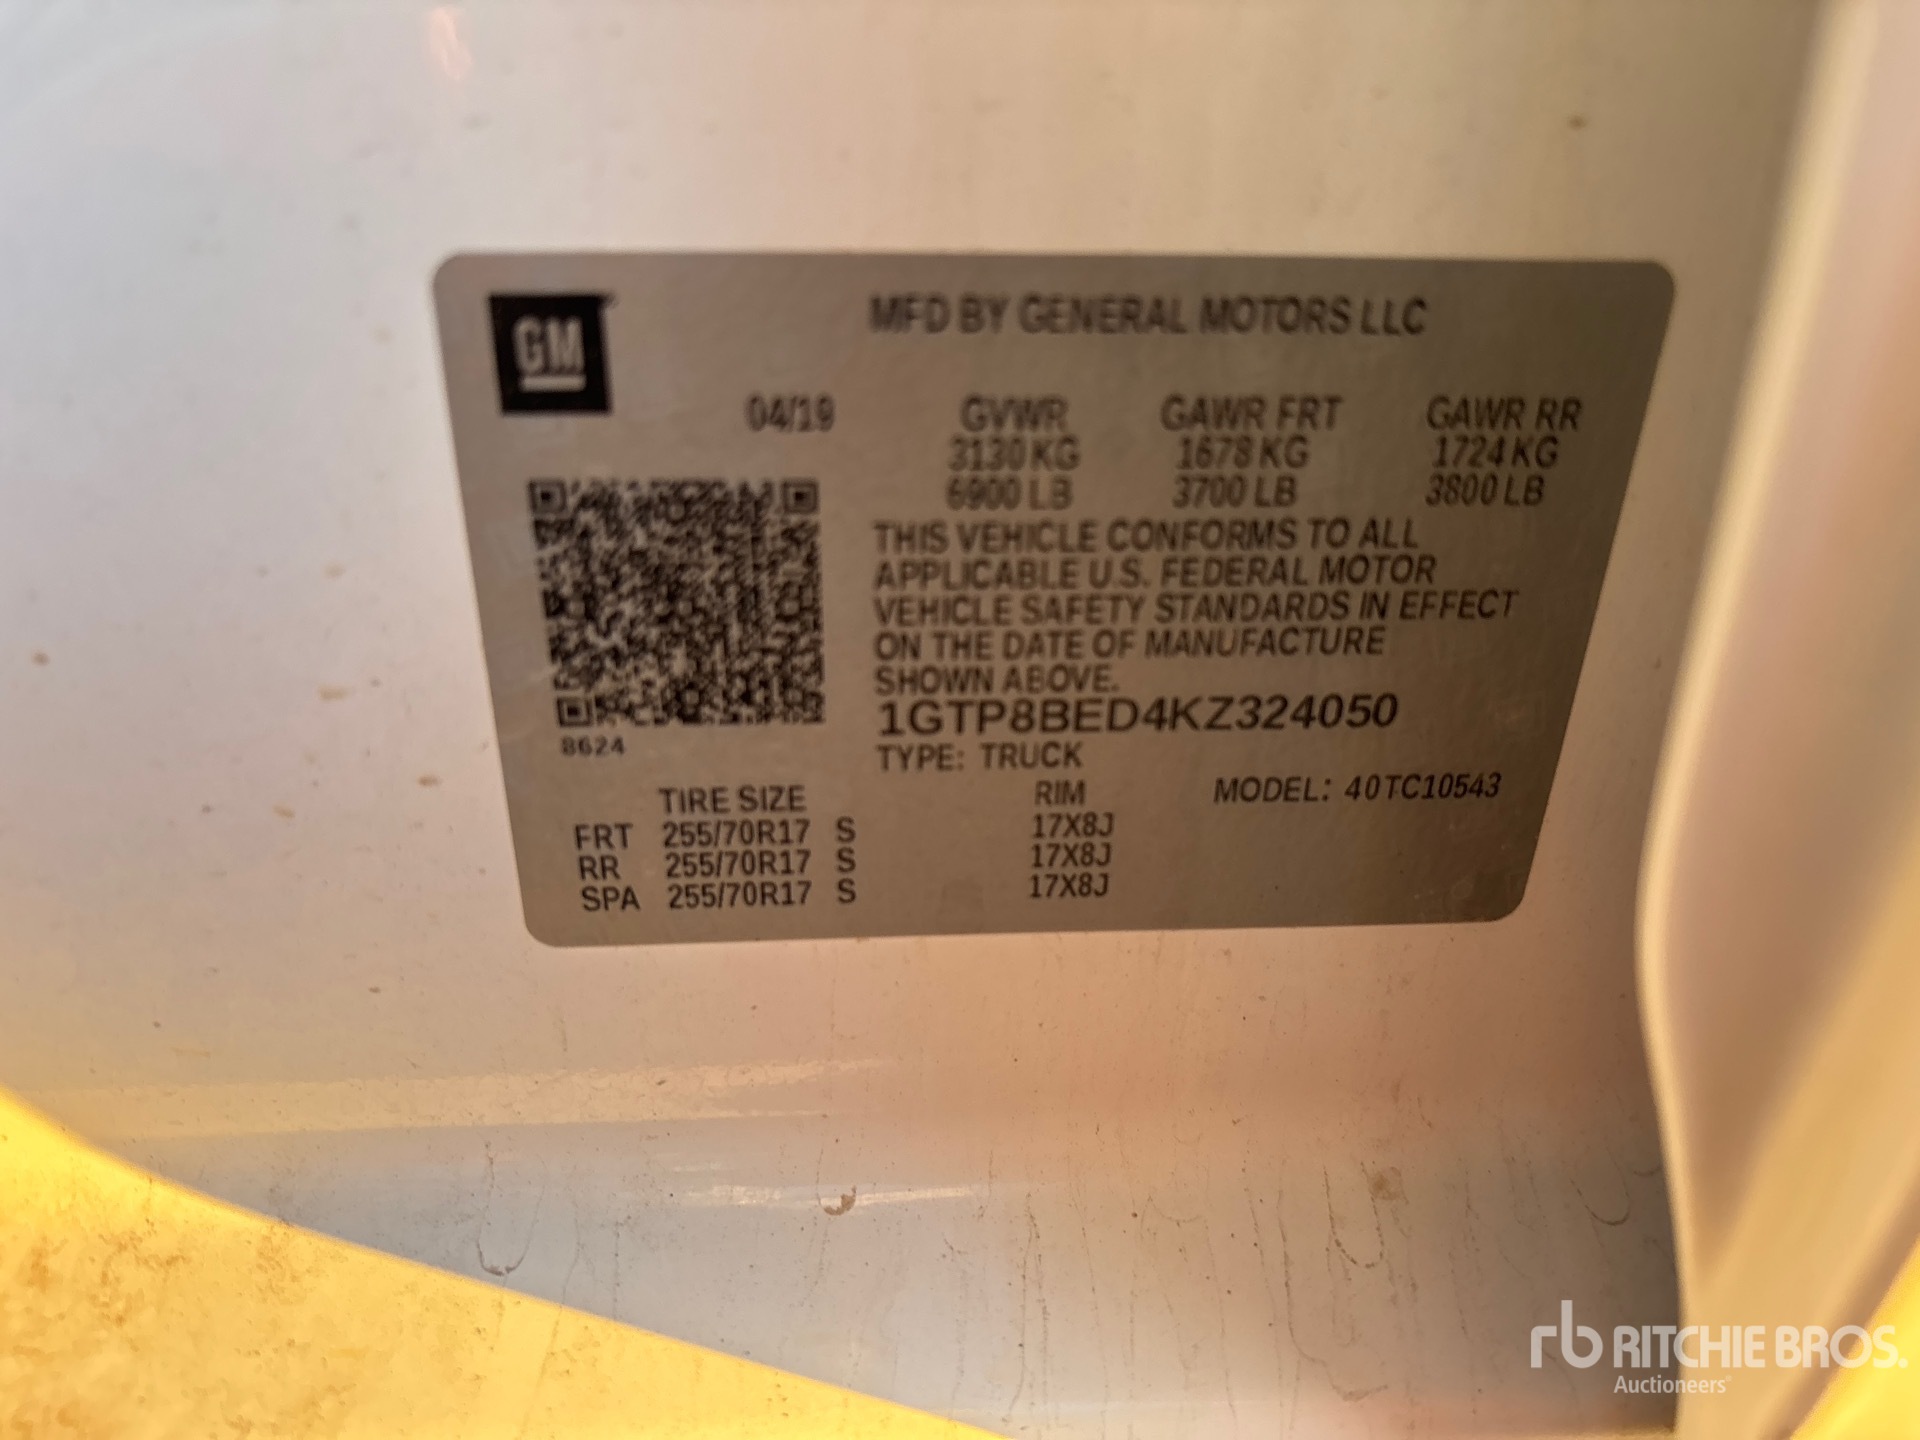 GM
MFD BY GENERAL MOTORS LLC
04/19 GVWR GAWR FRT GAWR RR
3130 KG 1678 KG 1724 KG
6900 LB 3700 LB 3800 LB
THIS VEHICLE CONFORMS TO ALL
APPLICABLE U.S. FEDERAL MOTOR
VEHICLE SAFETY STANDARDS IN EFFECT
ON THE DATE OF MANUFACTURE
SHOWN ABOVE.
1GTP8BED4KZ324050
8624
TYPE: TRUCK
TIRE SIZE RIM MODEL: 40TC10543
FRT 255/70R17 S 17X8J
RR 255/70R17 S 17X8J
SPA 255/70R17 S 17X8J
rb RITCHIE BROS.
Auctioneers